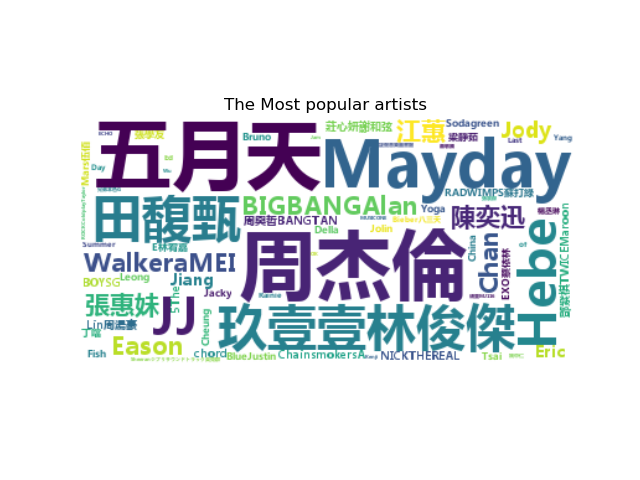 The Most popular artists
張學友
Bruno
莊心妍謝和弦
江蕙
Sodagreen
梁靜茹
Jody
Last
Yang
五月天
Mayday
Day
RADWIMPS蘇打綠
田馥甄
BIGBANGAlan
周興哲BANGTAN
Yoga
陳奕迅
Della
Jolin
Summer
E林宥嘉
周杰倫
China
Chan
of
Hebe
WalkeraMEI
EXO蔡依林
BOYSG
Leong
Jiang
Jacky
張惠妹
JJ
Cheung
玖壹壹林俊傑
Lin周湯豪
丁噹
Eason
Fish
chord
BlueJustin
ChainsmokersA
NICKTHEREAL
Tsai
Eric